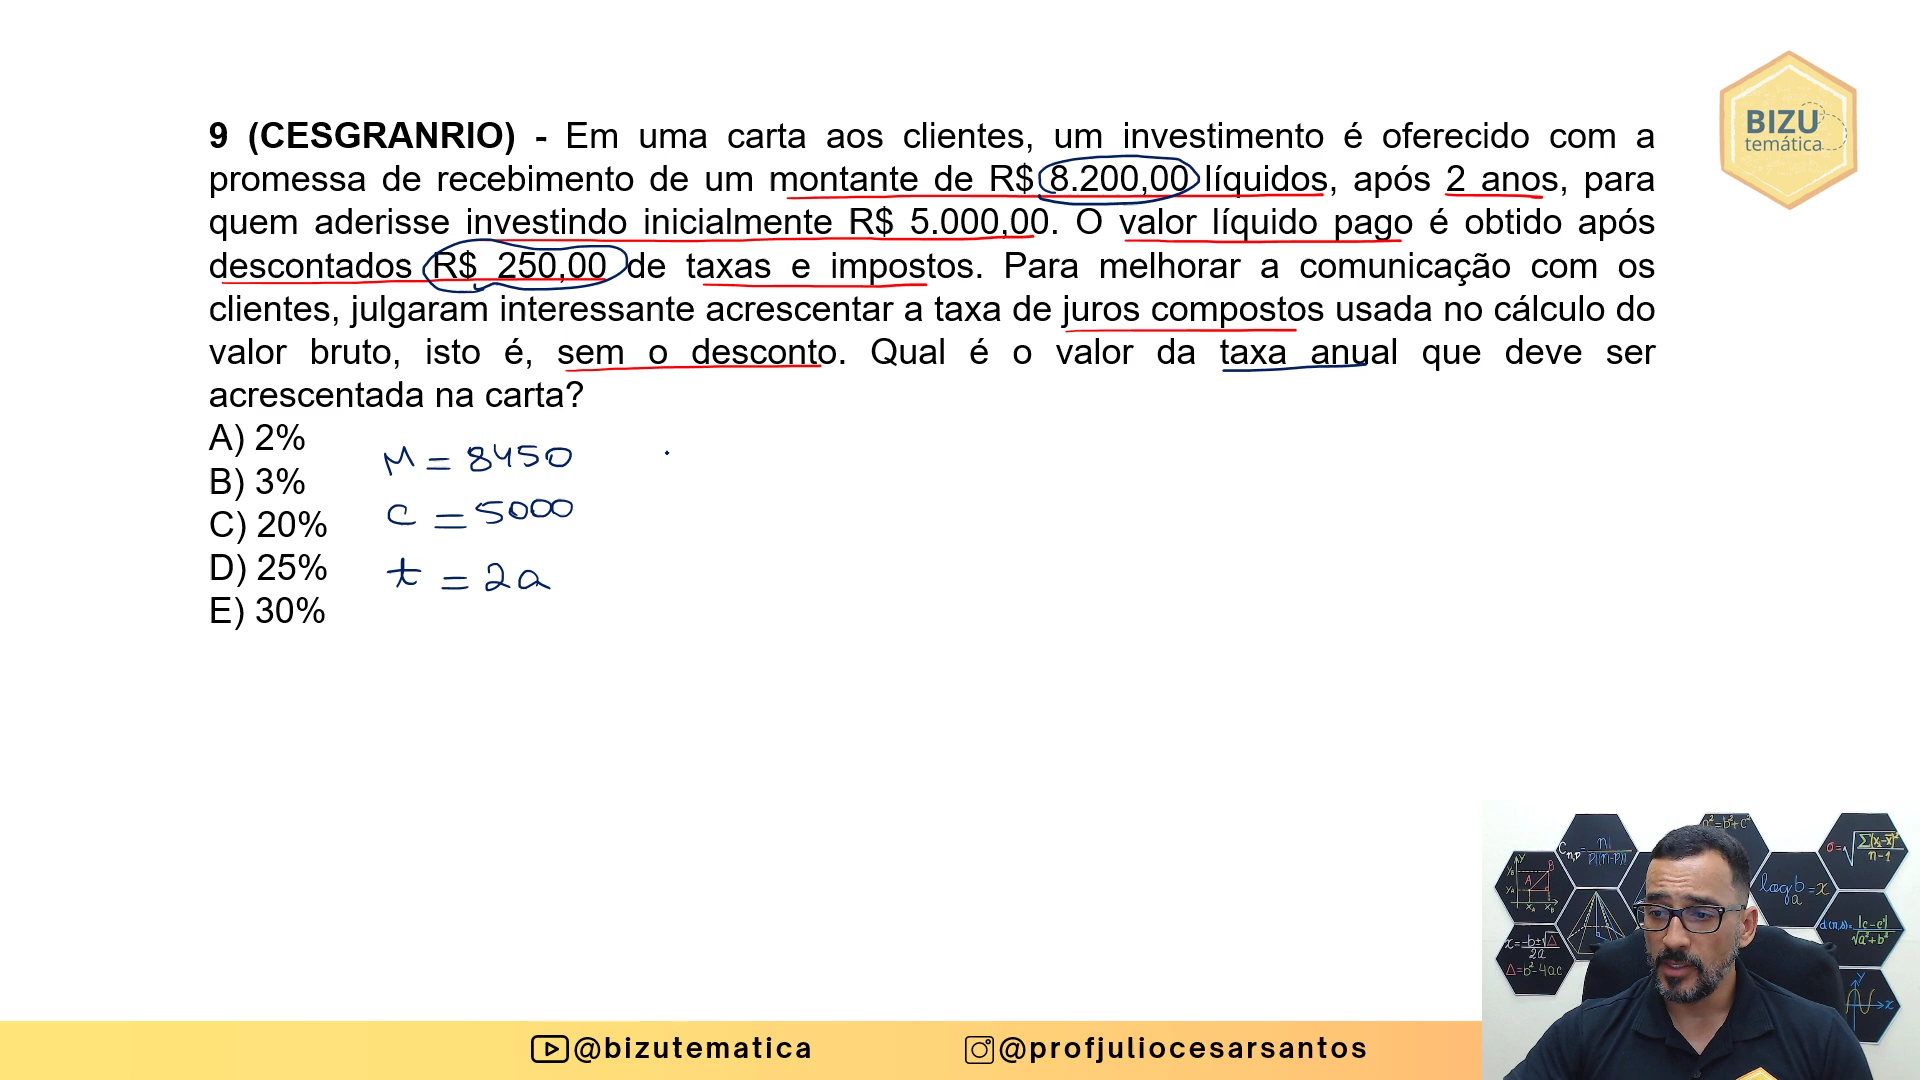 9 (CESGRANRIO) - Em uma carta aos clientes, um investimento é oferecido com a
promessa de recebimento de um montante de R$ 8.200,00 líquidos, após 2 anos, para
quem aderisse investindo inicialmente R$ 5.000,00. O valor líquido pago é obtido após
descontados R$ 250,00 de taxas e impostos. Para melhorar a comunicação com os
clientes, julgaram interessante acrescentar a taxa de juros compostos usada no cálculo do
valor bruto, isto é, sem o desconto. Qual é o valor da taxa anual que deve ser
acrescentada na carta?
A) 2%
B) 3%
C) 20%
D) 25%
E) 30%
M = 8450
C = 5000
t = 2a
BIZU
temática
@bizutematica
@profjuliocesarsantos